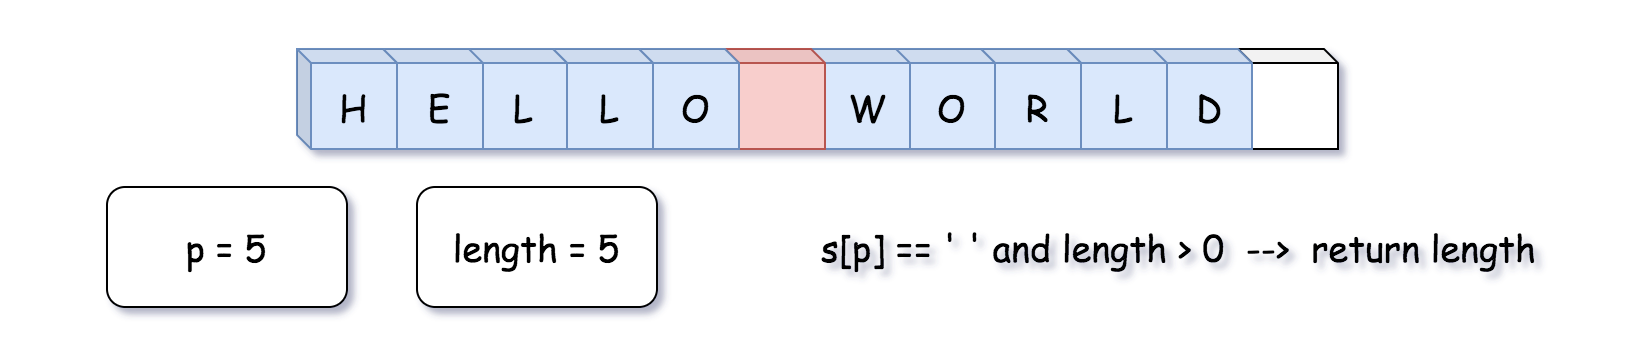 H E L L O W O R L D
p = 5
length = 5
s[p] == ' ' and length > 0 --> return length